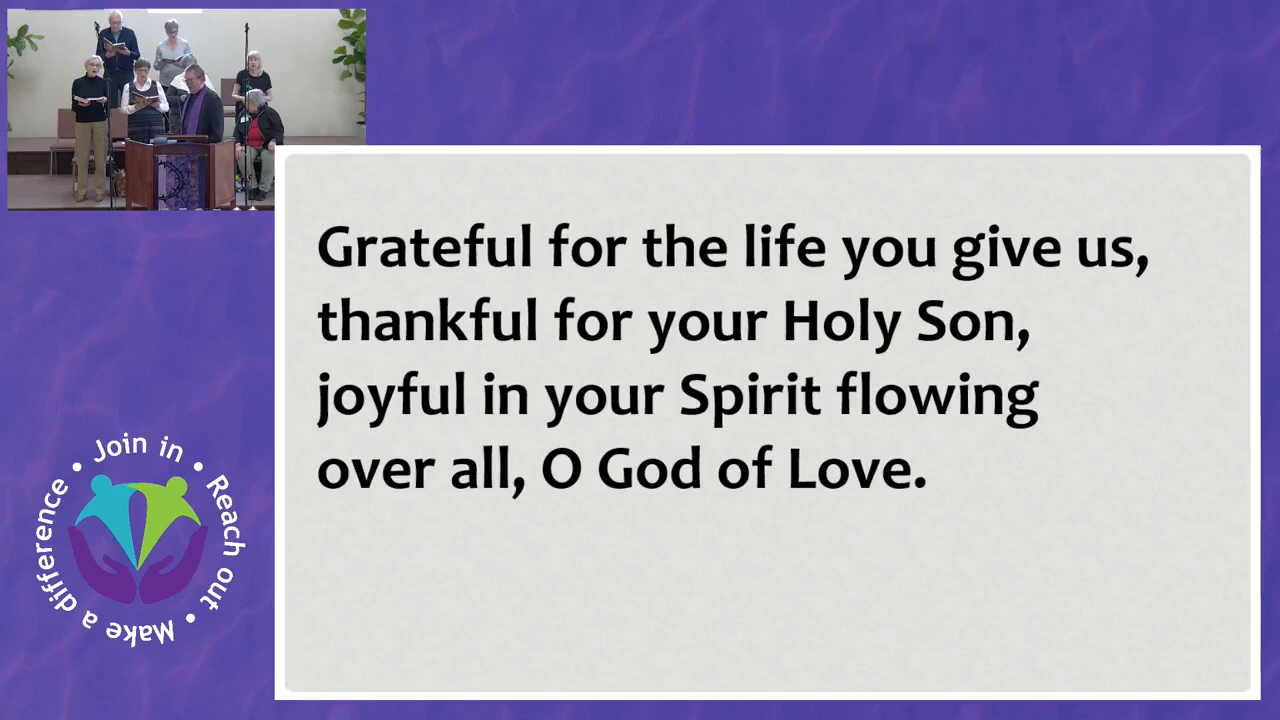 Grateful for the life you give us,
thankful for your Holy Son,
joyful in your Spirit flowing
over all, O God of Love.
Join in • Reach out • Make a difference •